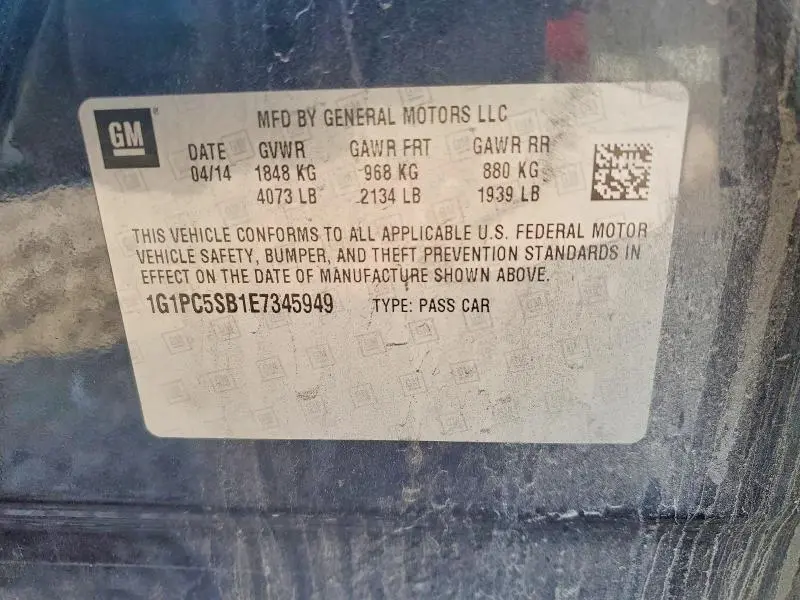 GM
MFD BY GENERAL MOTORS LLC
DATE GVWR GAWR FRT GAWR RR
04/14 1848 KG 968 KG 880 KG
4073 LB 2134 LB 1939 LB
THIS VEHICLE CONFORMS TO ALL APPLICABLE U.S. FEDERAL MOTOR
VEHICLE SAFETY, BUMPER, AND THEFT PREVENTION STANDARDS IN
EFFECT ON THE DATE OF MANUFACTURE SHOWN ABOVE.
1G1PC5SB1E7345949 TYPE: PASS CAR